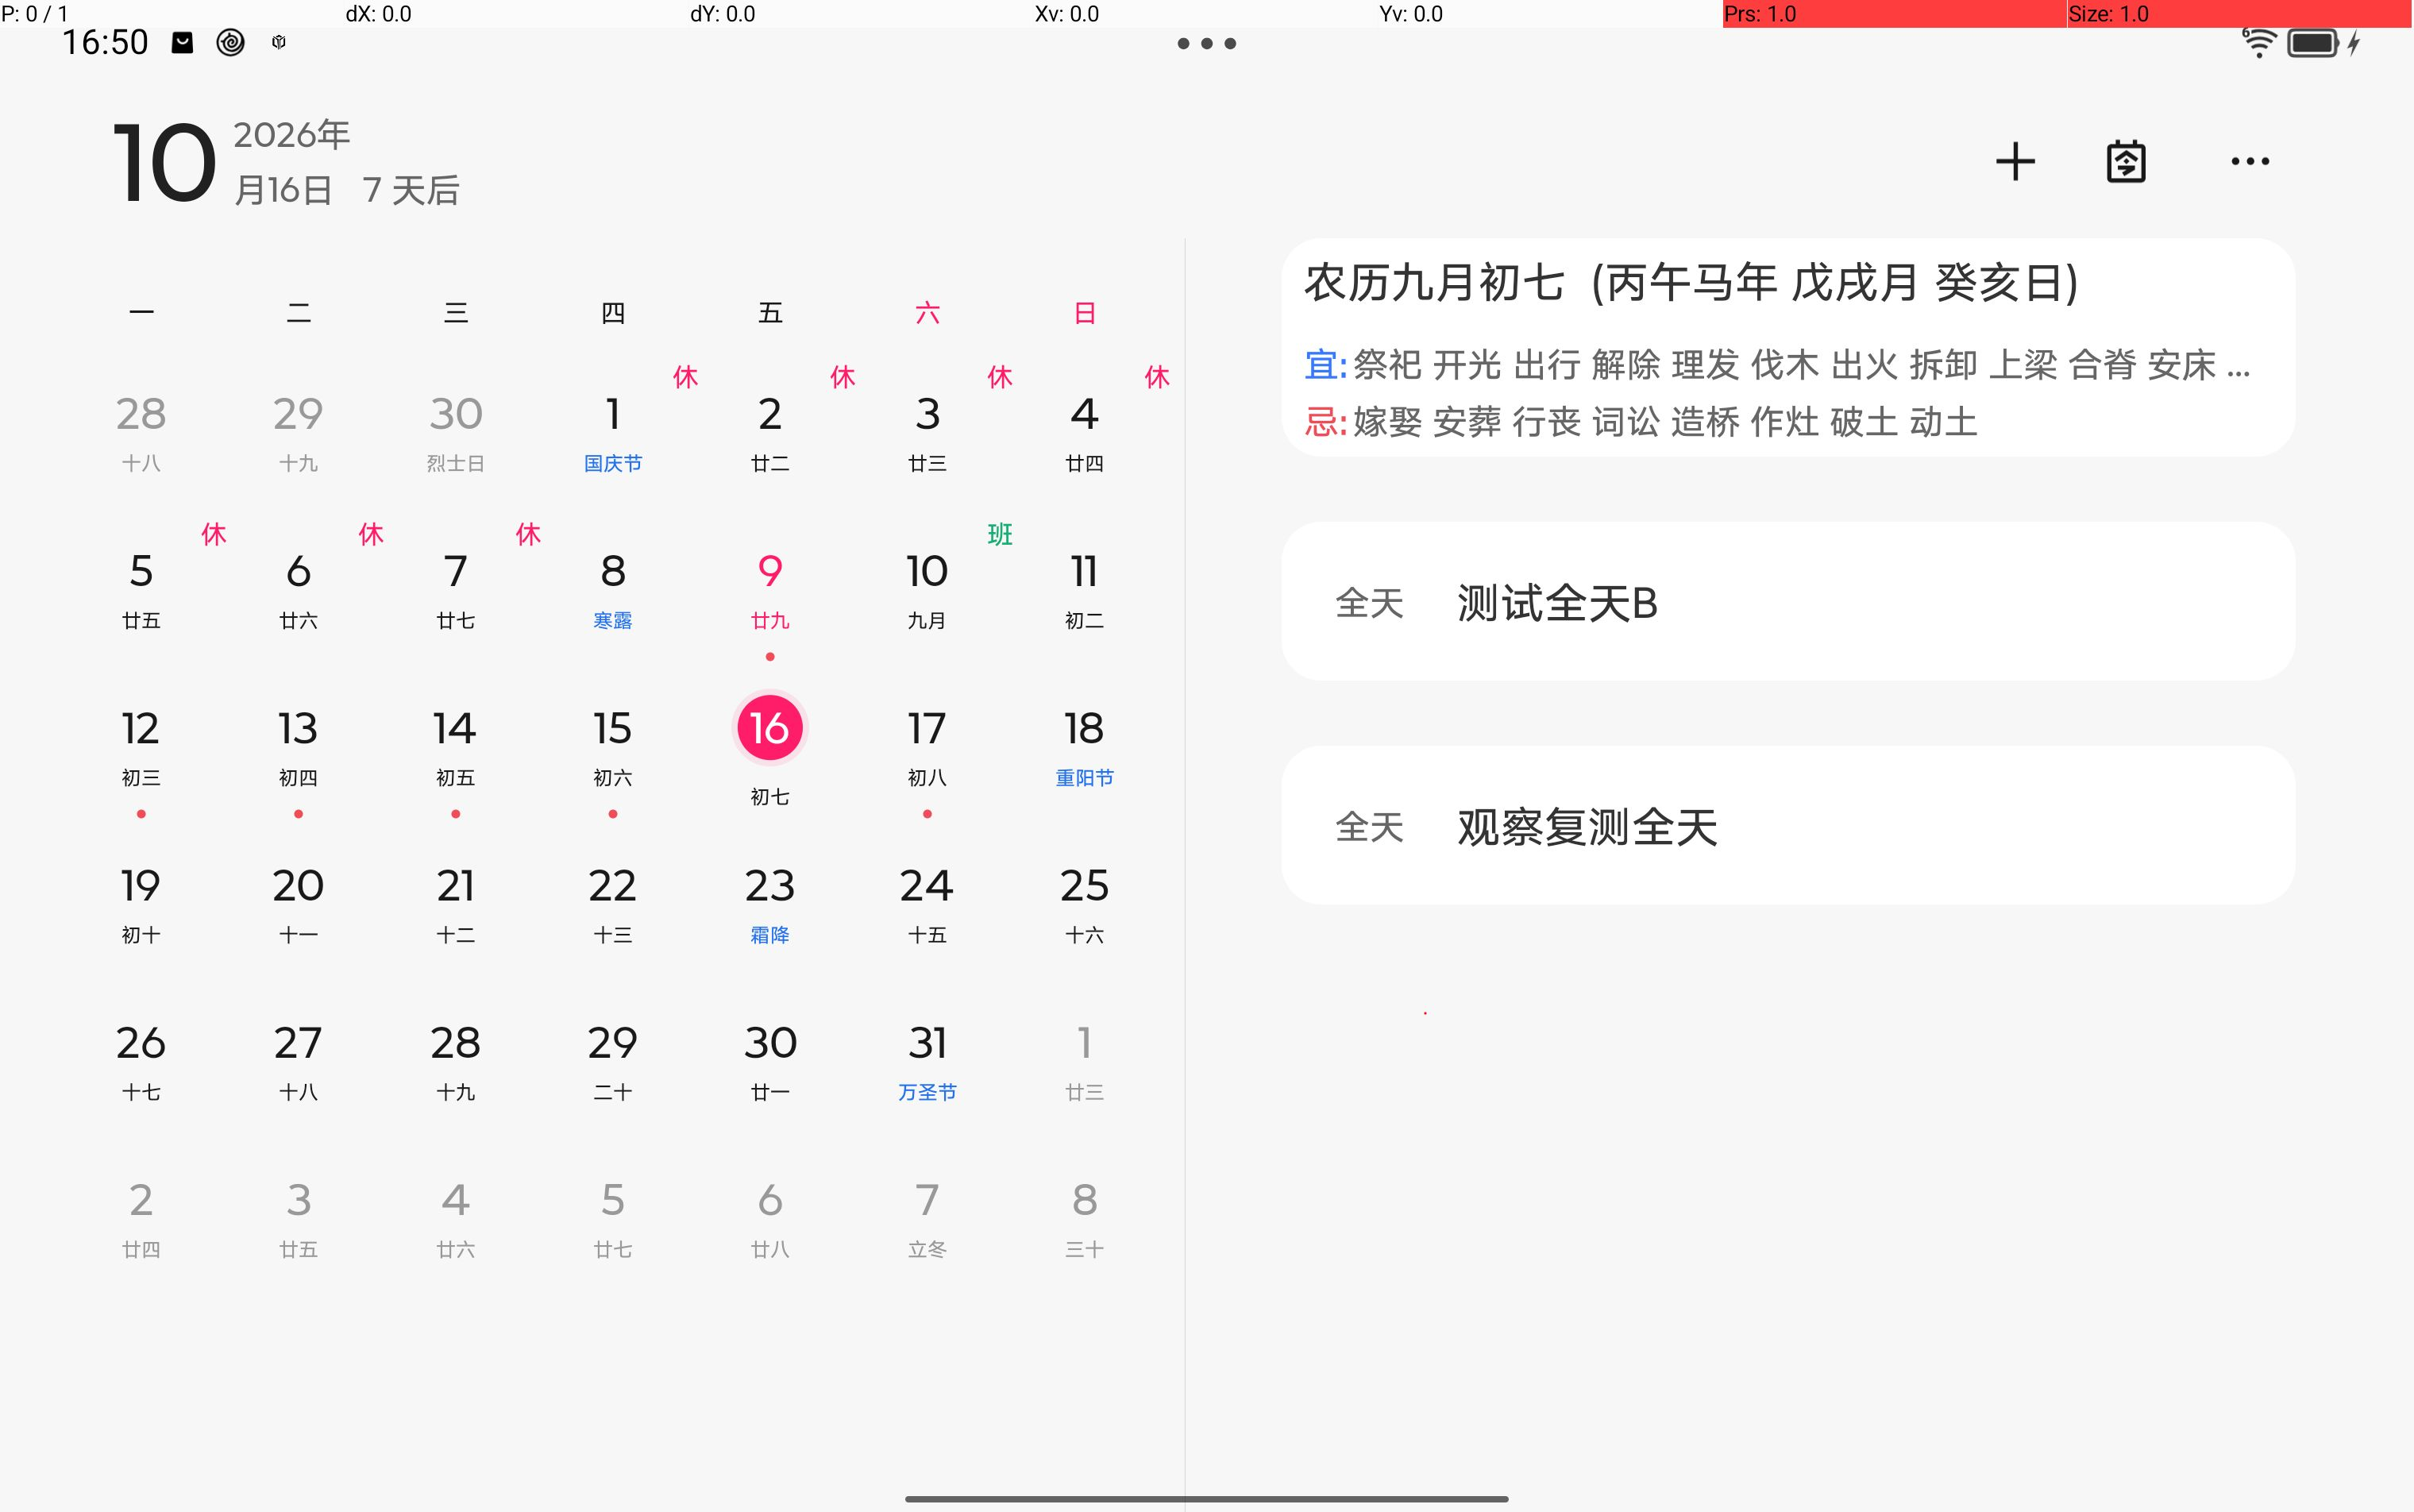 P: 0 / 1 dX: 0.0 dY: 0.0 Xv: 0.0 Yv: 0.0 Prs: 1.0 Size: 1.0
16:50
6
10 2026年
月16日 7 天后
一 二 三 四 五 六 日
休 休 休 休
28 29 30 1 2 3 4
十八 十九 烈士日 国庆节 廿二 廿三 廿四
休 休 休 班
5 6 7 8 9 10 11
廿五 廿六 廿七 寒露 廿九 九月 初二
12 13 14 15 16 17 18
初三 初四 初五 初六 初七 初八 重阳节
19 20 21 22 23 24 25
初十 十一 十二 十三 霜降 十五 十六
26 27 28 29 30 31 1
十七 十八 十九 二十 廿一 万圣节 廿三
2 3 4 5 6 7 8
廿四 廿五 廿六 廿七 廿八 立冬 三十
今
农历九月初七 (丙午马年 戊戌月 癸亥日)
宜:祭祀 开光 出行 解除 理发 伐木 出火 拆卸 上梁 合脊 安床 ...
忌:嫁娶 安葬 行丧 词讼 造桥 作灶 破土 动土
全天 测试全天B
全天 观察复测全天